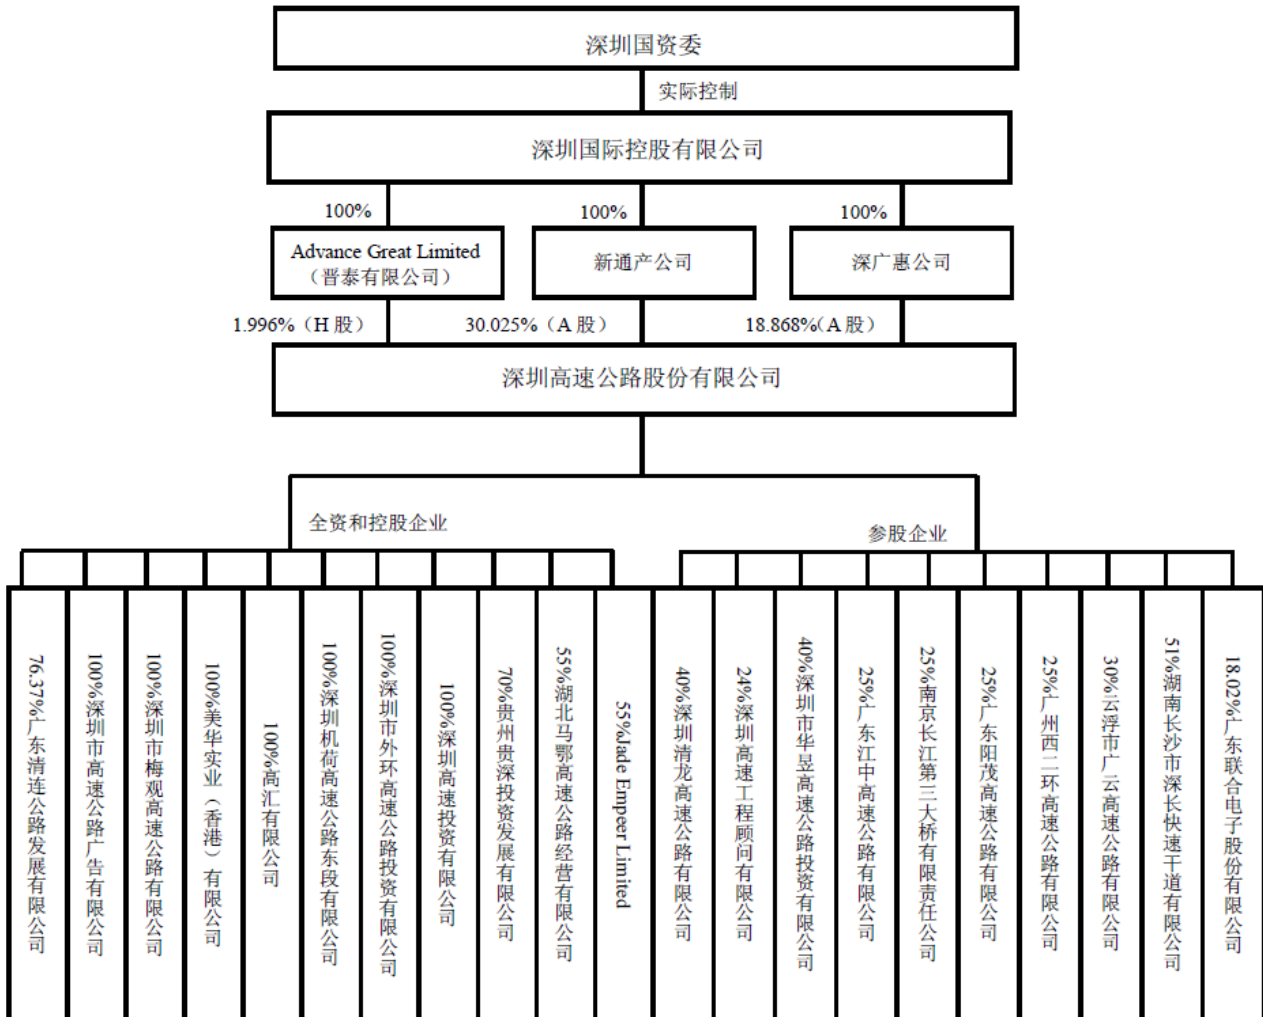 深圳国资委
实际控制
深圳国际控股有限公司
100%
100%
100%
Advance Great Limited
（晋泰有限公司）
新通产公司
深广惠公司
1.996%（H 股）
30.025%（A 股）
18.868%（A 股）
深圳高速公路股份有限公司
全资和控股企业
参股企业
76.37%广东清连公路发展有限公司
100%深圳市高速公路广告有限公司
100%深圳市梅观高速公路有限公司
100%美华实业（香港）有限公司
100%高汇有限公司
100%深圳机荷高速公路东段有限公司
100%深圳市外环高速公路投资有限公司
100%深圳高速投资有限公司
70%贵州贵深投资发展有限公司
55%湖北马鄂高速公路经营有限公司
55%Jade Empeer Limited
40%深圳清龙高速公路有限公司
24%深圳高速工程顾问有限公司
40%深圳市华昱高速公路投资有限公司
25%广东江中高速公路有限公司
25%南京长江第三大桥有限责任公司
25%广东阳茂高速公路有限公司
25%广州西二环高速公路有限公司
30%云浮市广云高速公路有限公司
51%湖南长沙市深长快速干道有限公司
18.02%广东联合电子股份有限公司